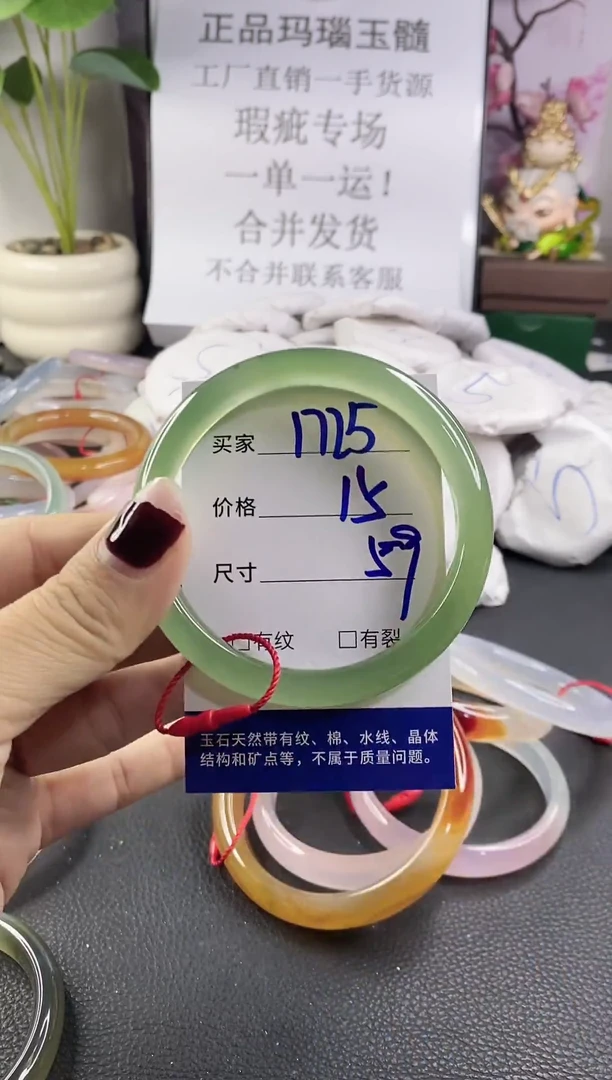 正品玛瑙玉髓
工厂直销一手货源
瑕疵专场
一单一运!
合并发货
不合并联系客服
买家 1725
价格 15
尺寸 59
□有纹 □有裂
玉石天然带有纹、棉、水线、晶体
结构和矿点等，不属于质量问题。